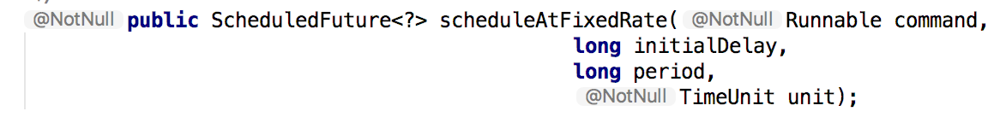 @NotNull public ScheduledFuture<?> scheduleAtFixedRate( @NotNull Runnable command,
long initialDelay,
long period,
@NotNull TimeUnit unit);